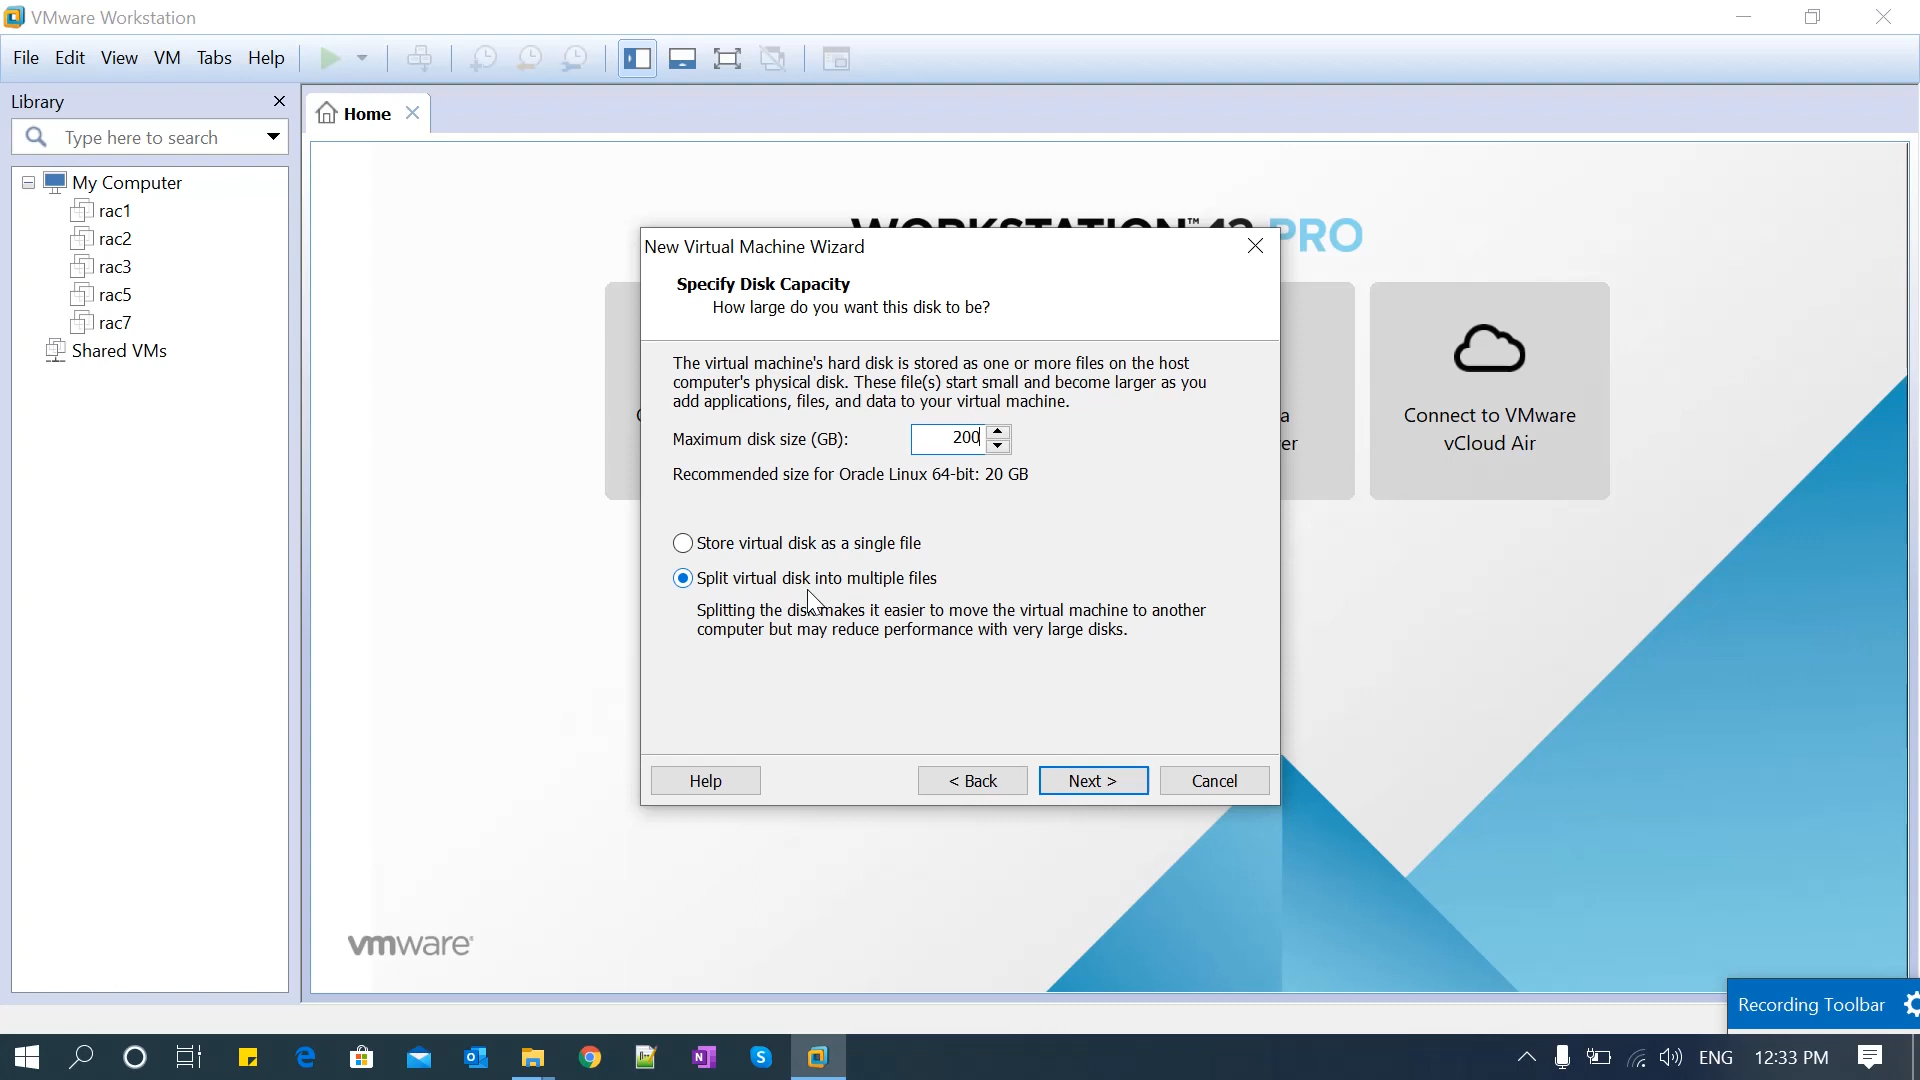 VMware Workstation
File Edit View VM Tabs Help
Library
Type here to search
Home
My Computer
rac1
rac2
rac3
rac5
rac7
Shared VMs
WORKSTATION™ 12 PRO
New Virtual Machine Wizard
Specify Disk Capacity
How large do you want this disk to be?
The virtual machine's hard disk is stored as one or more files on the host
computer's physical disk. These file(s) start small and become larger as you
add applications, files, and data to your virtual machine.
Maximum disk size (GB): 200
Recommended size for Oracle Linux 64-bit: 20 GB
Store virtual disk as a single file
Split virtual disk into multiple files
Splitting the disk makes it easier to move the virtual machine to another
computer but may reduce performance with very large disks.
Help < Back Next > Cancel
Connect to VMware
vCloud Air
vmware
Recording Toolbar
ENG 12:33 PM